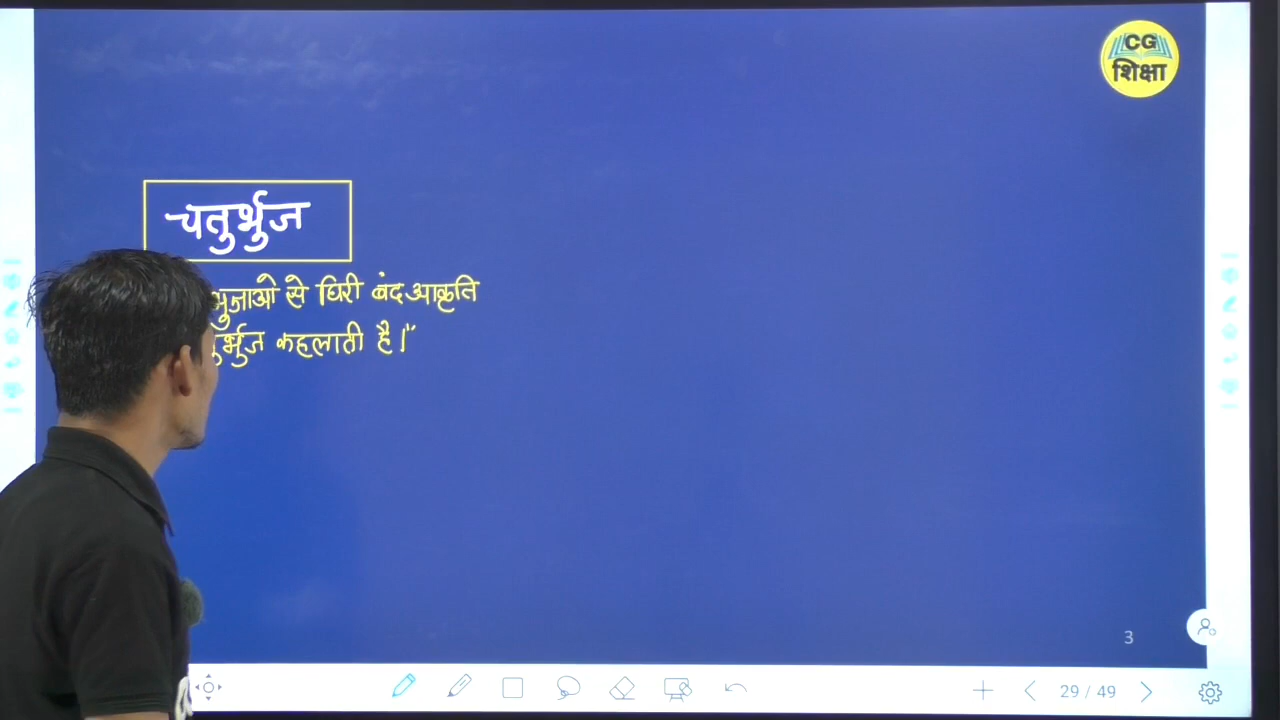 CG
शिक्षा
चतुर्भुज
भुजाओ से घिरी बंद आकृति
कहलाती है।"
3
29 / 49